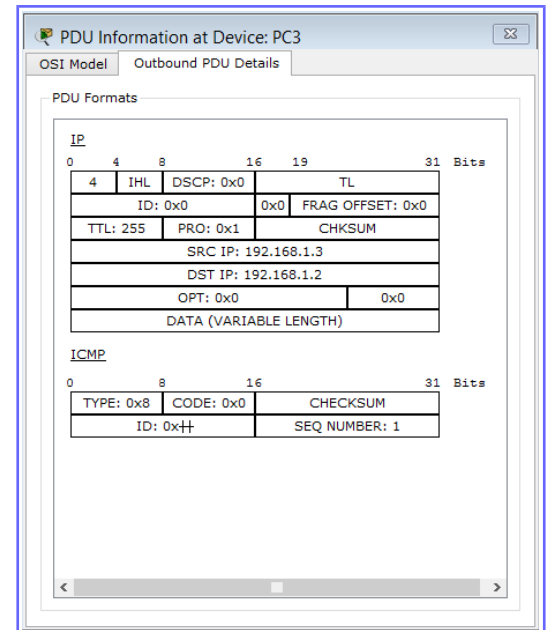 PDU Information at Device: PC3
OSI Model Outbound PDU Details
PDU Formats
IP
0 4 8 16 19 31 Bits
4 IHL DSCP: 0x0 TL
ID: 0x0 0x0 FRAG OFFSET: 0x0
TTL: 255 PRO: 0x1 CHKSUM
SRC IP: 192.168.1.3
DST IP: 192.168.1.2
OPT: 0x0 0x0
DATA (VARIABLE LENGTH)
ICMP
0 8 16 31 Bits
TYPE: 0x8 CODE: 0x0 CHECKSUM
ID: SEQ NUMBER: 1